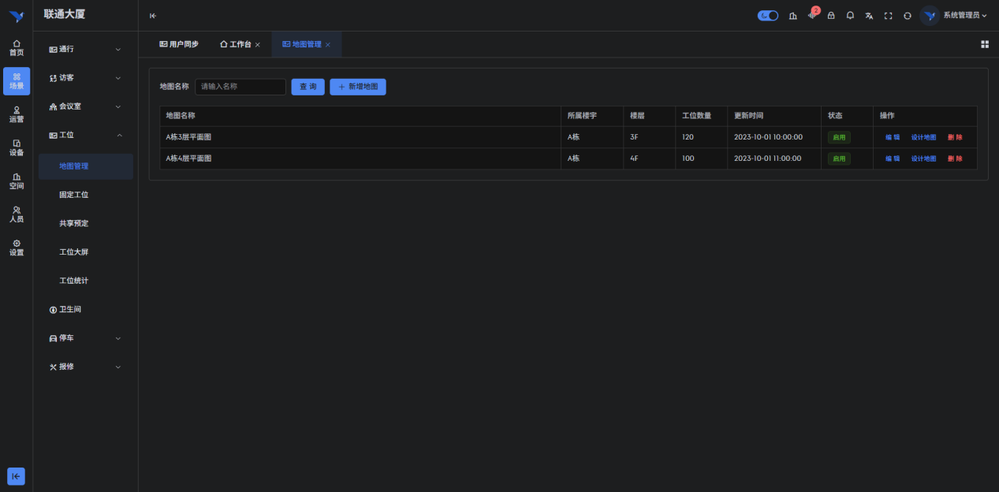 联通大厦
2
系统管理员
首页
场景
运营
设备
空间
人员
设置
通行
访客
会议室
工位
地图管理
固定工位
共享预定
工位大屏
工位统计
卫生间
停车
报修
用户同步
工作台
地图管理
地图名称 请输入名称 查 询 新增地图
地图名称 所属楼宇 楼层 工位数量 更新时间 状态 操作
A栋3层平面图 A栋 3F 120 2023-10-01 10:00:00 启用 编 辑 设计地图 删 除
A栋4层平面图 A栋 4F 100 2023-10-01 11:00:00 启用 编 辑 设计地图 删 除